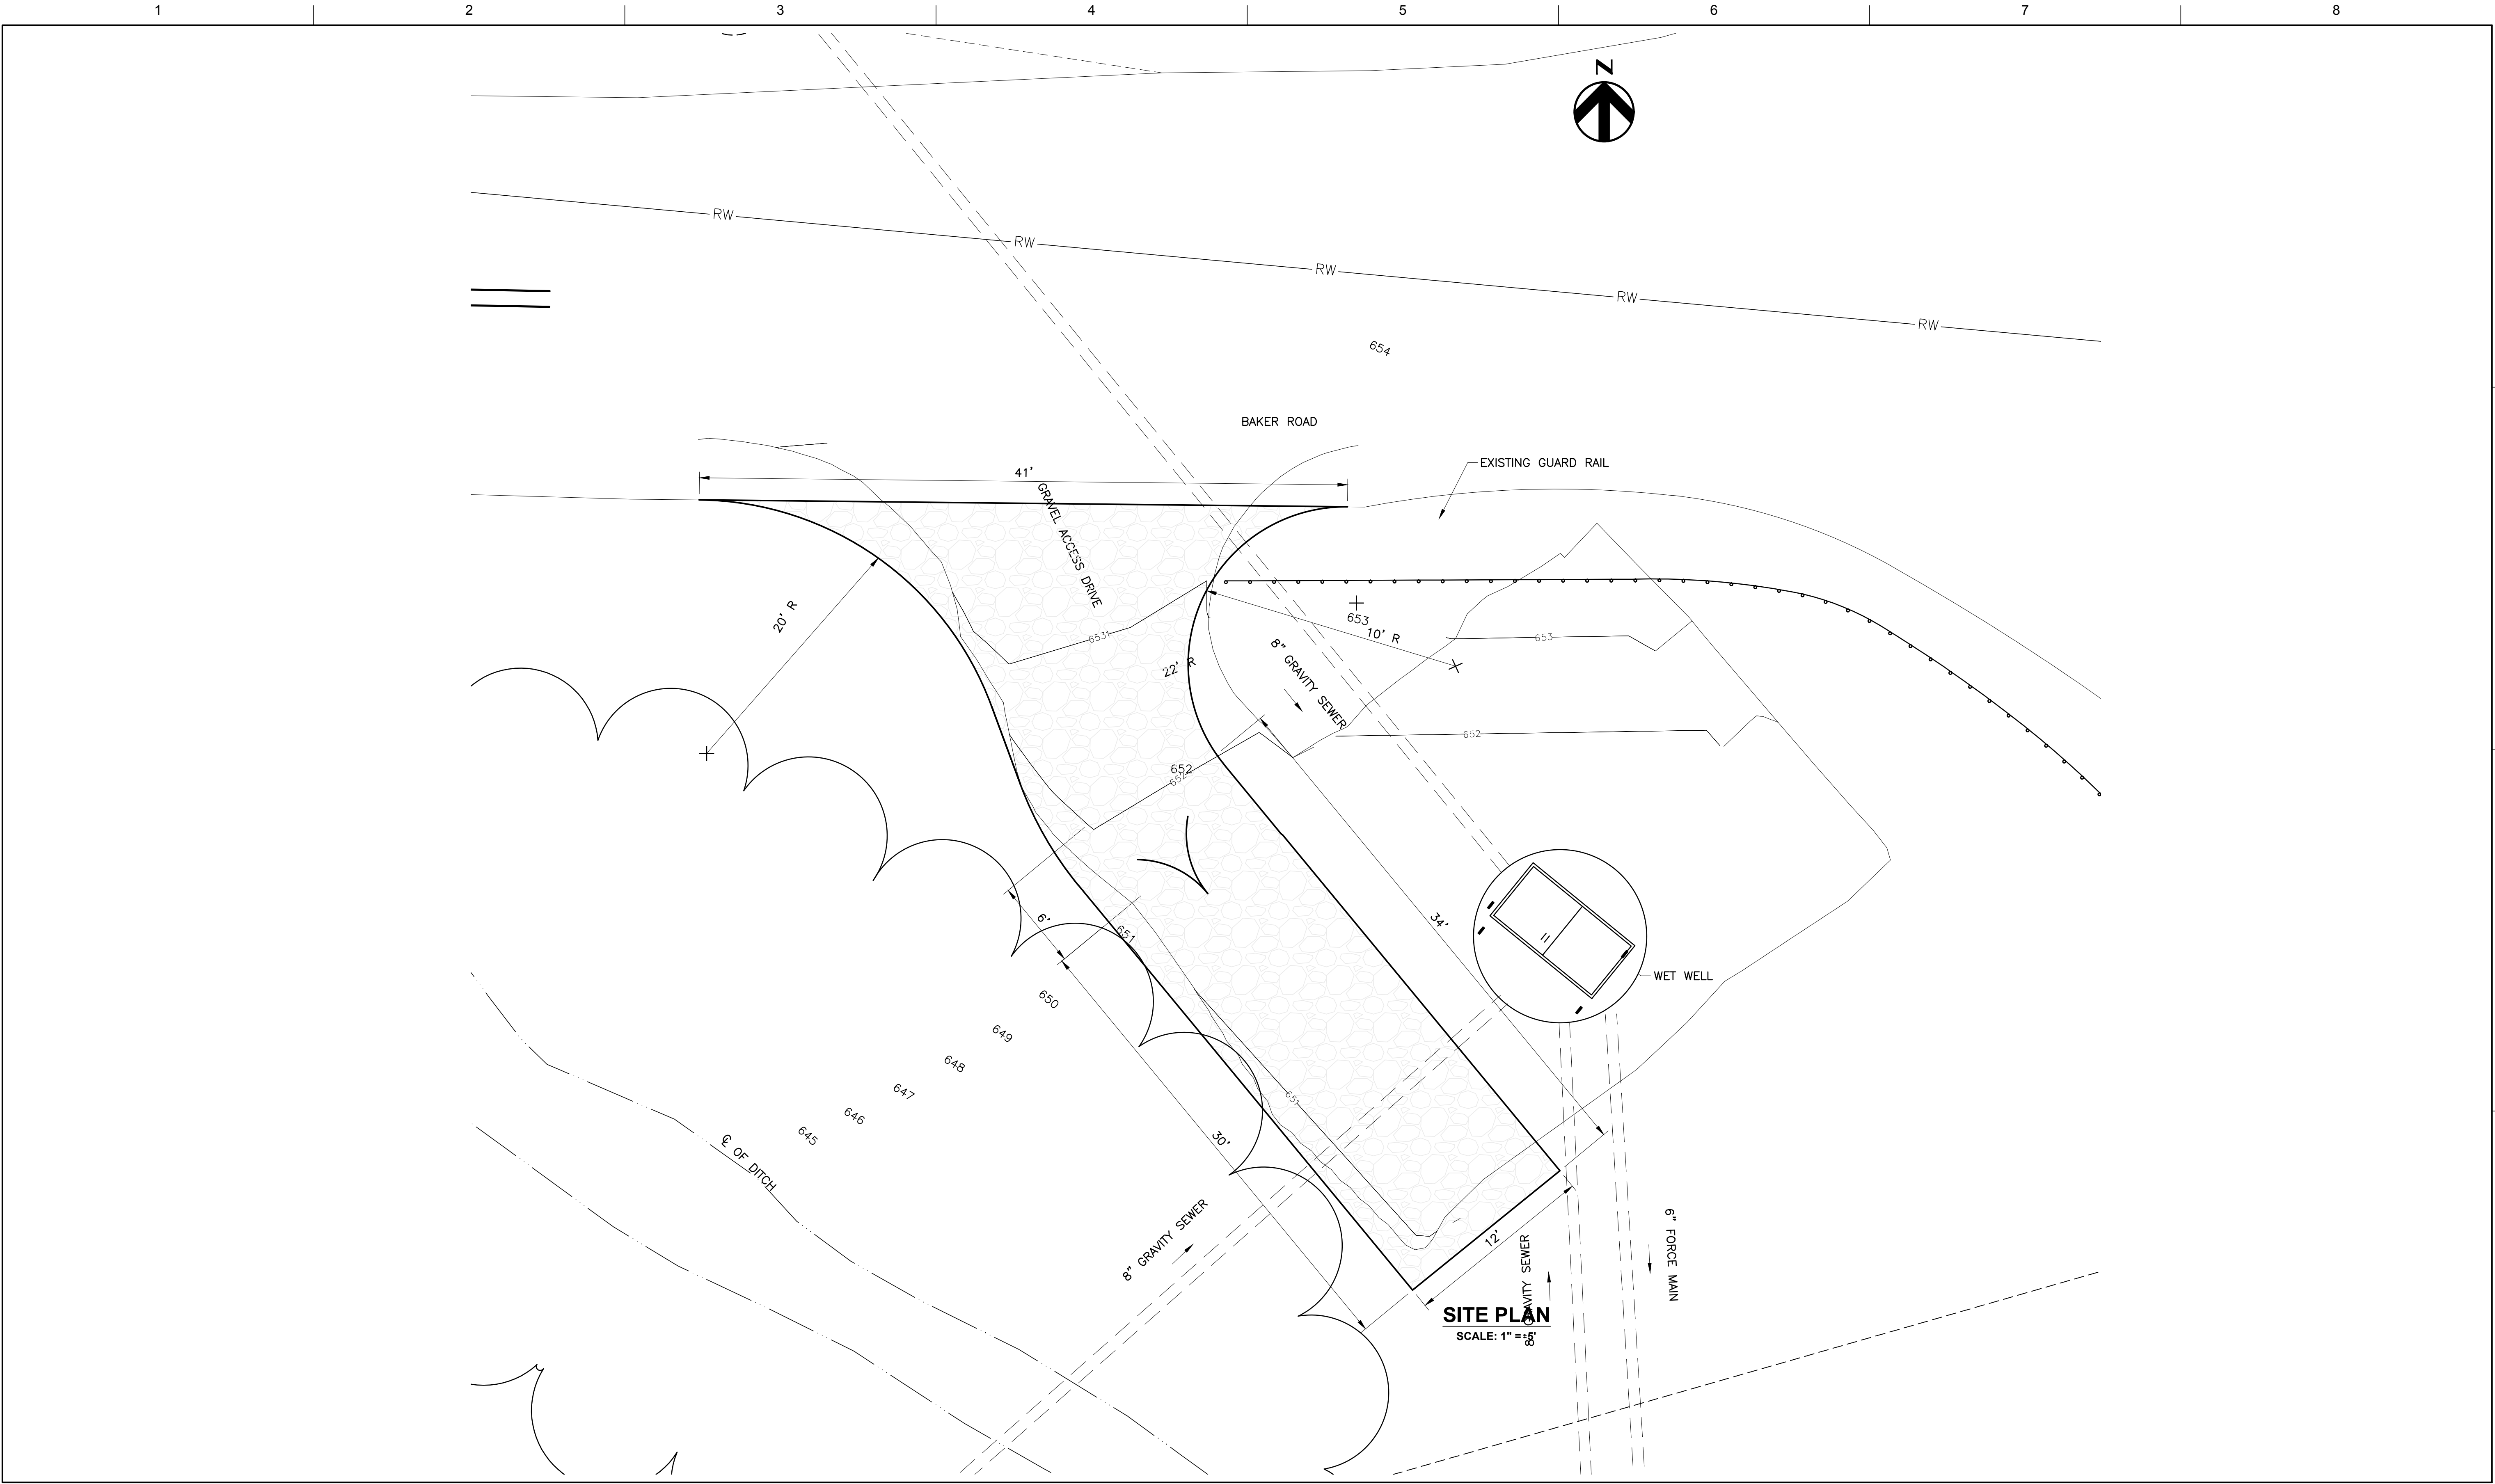 1
2
3
4
5
6
7
8
N
RW
RW
RW
RW
RW
654
BAKER ROAD
EXISTING GUARD RAIL
41'
GRAVEL ACCESS DRIVE
20' R
6531
653
10' R
653
8" GRAVITY SEWER
22' R
652
652
652
6'
651
34'
WET WELL
650
649
648
647
646
645
651
30'
℄ OF DITCH
8" GRAVITY SEWER
12'
8" GRAVITY SEWER
6" FORCE MAIN
SITE PLAN
SCALE: 1" = 5'